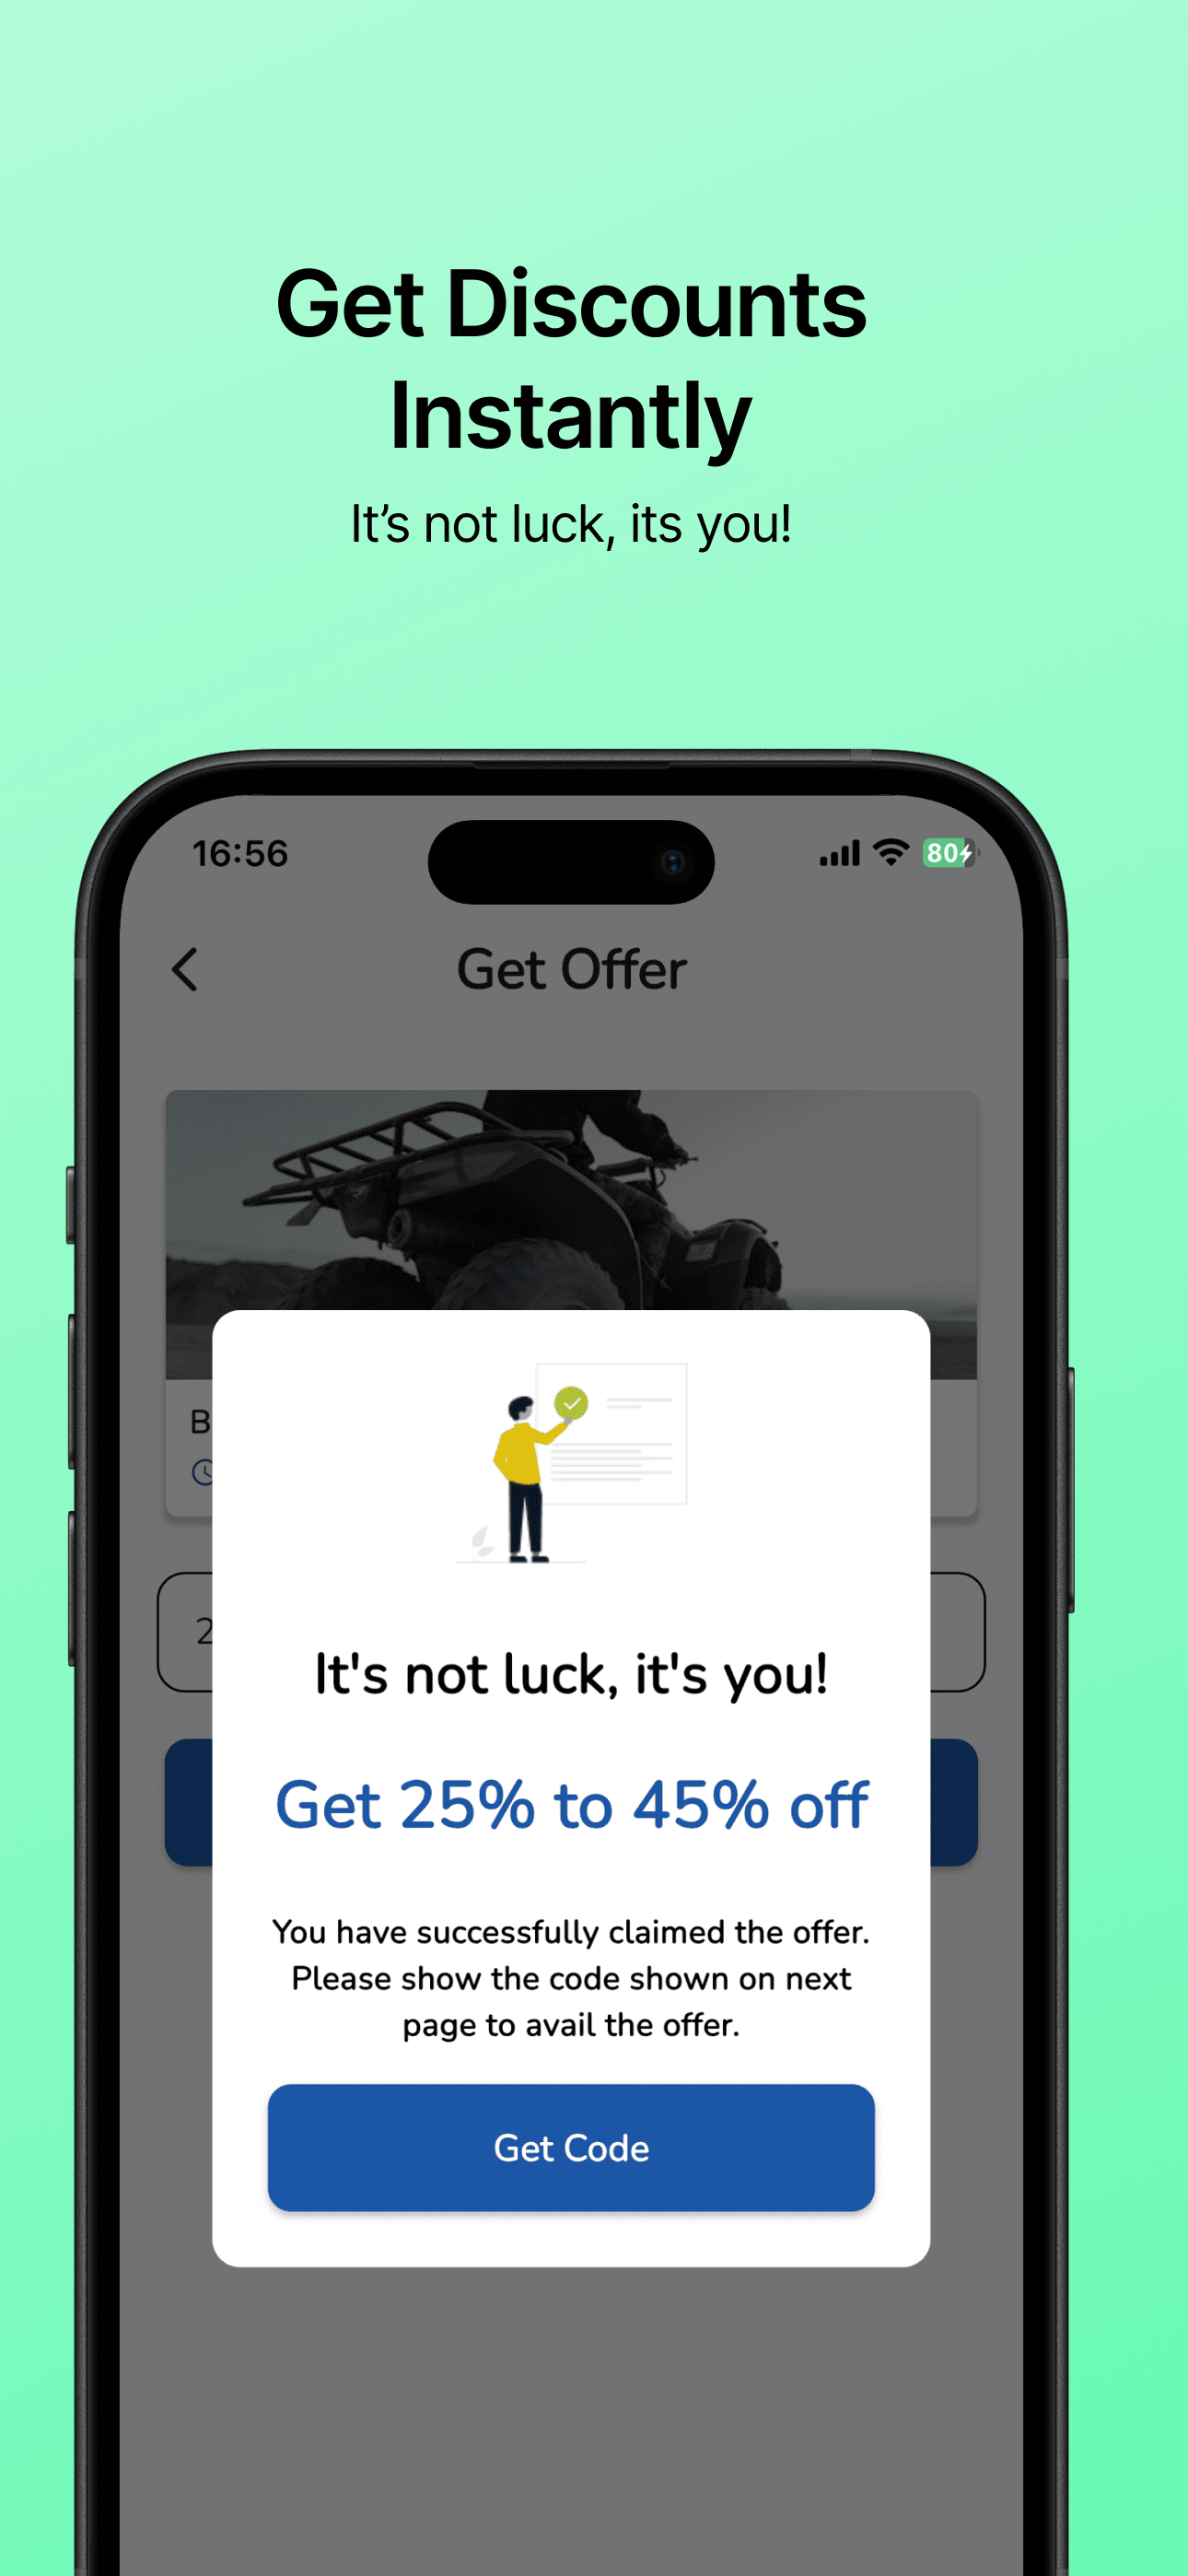 Get Discounts
Instantly
It’s not luck, its you!
16:56
80
Get Offer
B
2
It's not luck, it's you!
Get 25% to 45% off
You have successfully claimed the offer.
Please show the code shown on next
page to avail the offer.
Get Code